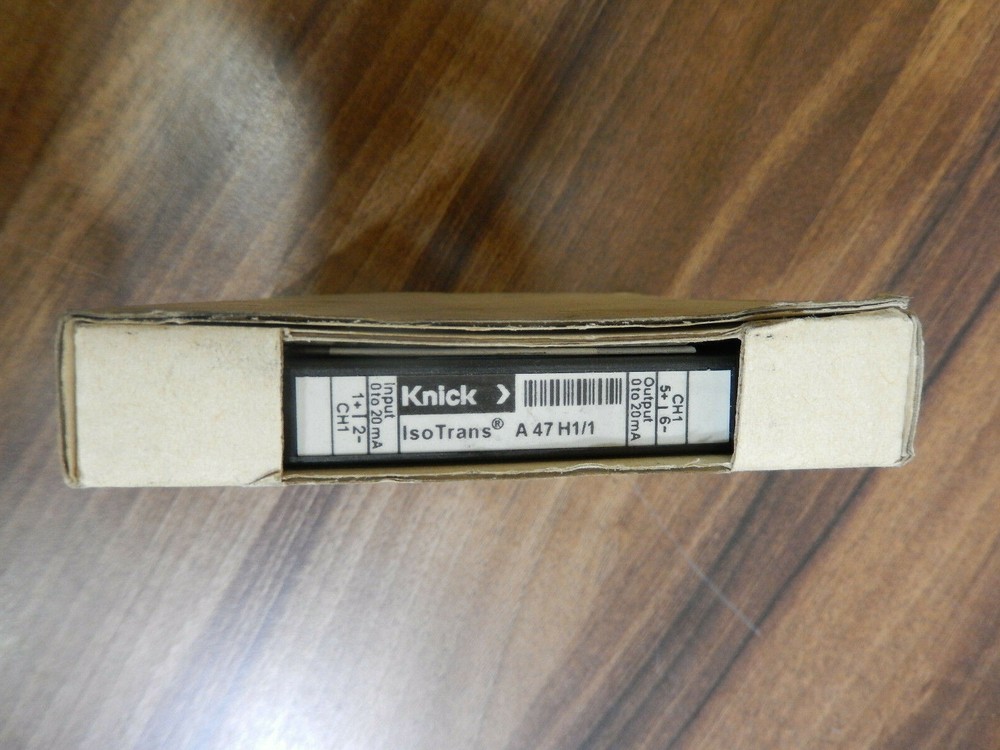 Input
0 to 20 mA
1+ | 2-
CH1
Knick >
IsoTrans® A 47 H1/1
Output
0 to 20 mA
5+ | 6-
CH1